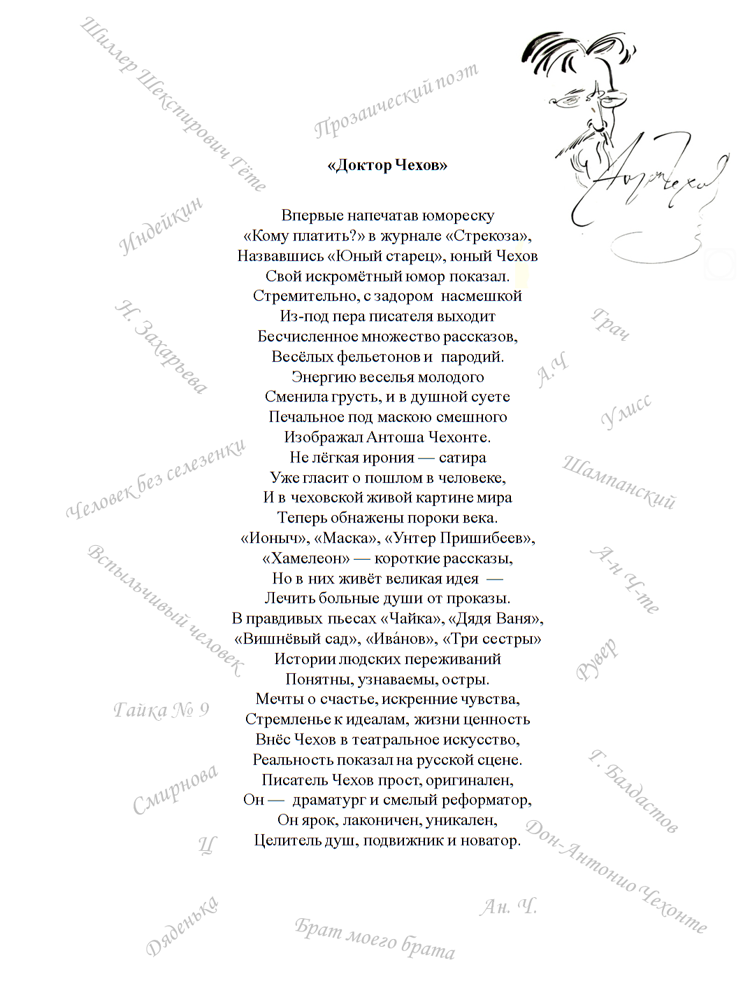 Шиллер Шекспирович Гёте
Прозаический поэт
Антон Чехов
«Доктор Чехов»
Индейкин
Впервые напечатав юмореску
«Кому платить?» в журнале «Стрекоза»,
Назвавшись «Юный старец», юный Чехов
Свой искромётный юмор показал.
Стремительно, с задором насмешкой
Из-под пера писателя выходит
Бесчисленное множество рассказов,
Весёлых фельетонов и пародий.
Энергию веселья молодого
Сменила грусть, и в душной суете
Печальное под маскою смешного
Изображал Антоша Чехонте.
Не лёгкая ирония — сатира
Уже гласит о пошлом в человеке,
И в чеховской живой картине мира
Теперь обнажены пороки века.
«Ионыч», «Маска», «Унтер Пришибеев»,
«Хамелеон» — короткие рассказы,
Но в них живёт великая идея —
Лечить больные души от проказы.
В правдивых пьесах «Чайка», «Дядя Ваня»,
«Вишнёвый сад», «Ива́нов», «Три сестры»
Истории людских переживаний
Понятны, узнаваемы, остры.
Мечты о счастье, искренние чувства,
Стремленье к идеалам, жизни ценность
Внёс Чехов в театральное искусство,
Реальность показал на русской сцене.
Писатель Чехов прост, оригинален,
Он — драматург и смелый реформатор,
Он ярок, лаконичен, уникален,
Целитель душ, подвижник и новатор.
Н. Захарьева
Грач
А.Ч
Улисс
Человек без селезенки
Шампанский
Вспыльчивый человек
А-н Ч-те
Рувер
Гайка № 9
Смирнова
Г. Балдастов
Ц
Дон-Антонио Чехонте
Ан. Ч.
Дяденька
Брат моего брата